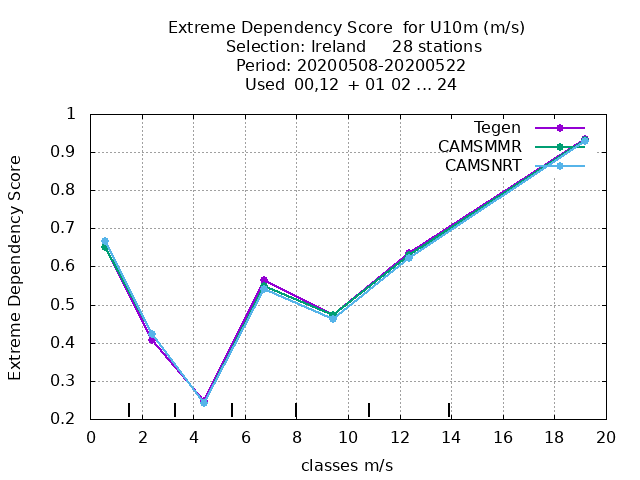 Extreme Dependency Score  for U10m (m/s)
Selection: Ireland     28 stations
Period: 20200508-20200522
Used  00,12  + 01 02 ... 24
Tegen
CAMSMMR
CAMSNRT
Extreme Dependency Score
1
0.9
0.8
0.7
0.6
0.5
0.4
0.3
0.2
0 2 4 6 8 10 12 14 16 18 20
classes m/s